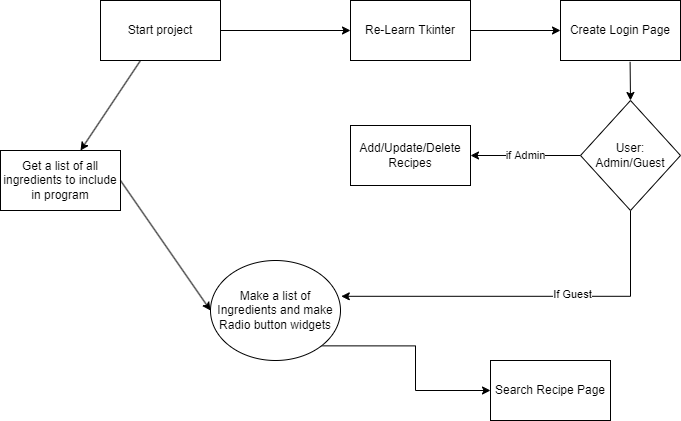 Start project
Re-Learn Tkinter
Create Login Page
Get a list of all
ingredients to include
in program
Add/Update/Delete
Recipes
if Admin
User:
Admin/Guest
Make a list of
Ingredients and make
Radio button widgets
If Guest
Search Recipe Page